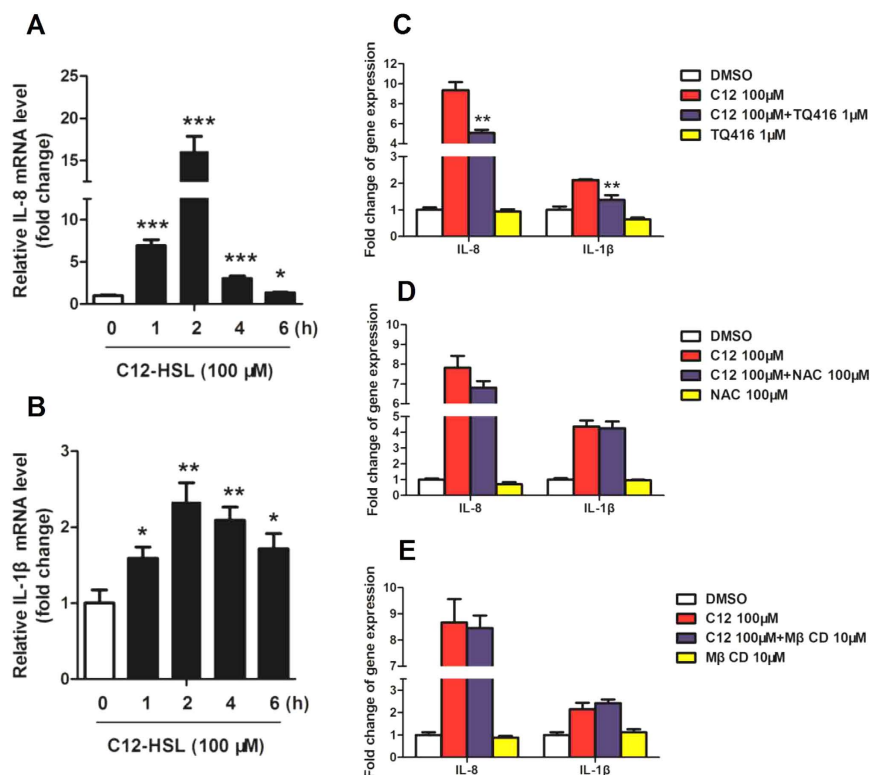 A
Relative IL-8 mRNA level
(fold change)
25
20
15
10
5
0
***
***
***
*
0 1 2 4 6 (h)
C12-HSL (100 µM)
B
Relative IL-1β mRNA level
(fold change)
3
2
1
0
*
**
**
*
0 1 2 4 6 (h)
C12-HSL (100 µM)
C
Fold change of gene expression
12
10
8
6
4
3
2
1
0
**
**
IL-8 IL-1β
DMSO
C12 100µM
C12 100µM+TQ416 1µM
TQ416 1µM
D
Fold change of gene expression
10
9
8
7
6
5
4
3
2
1
0
IL-8 IL-1β
DMSO
C12 100µM
C12 100µM+NAC 100µM
NAC 100µM
E
Fold change of gene expression
10
9
8
7
4
3
2
1
0
IL-8 IL-1β
DMSO
C12 100µM
C12 100µM+Mβ CD 10µM
Mβ CD 10µM